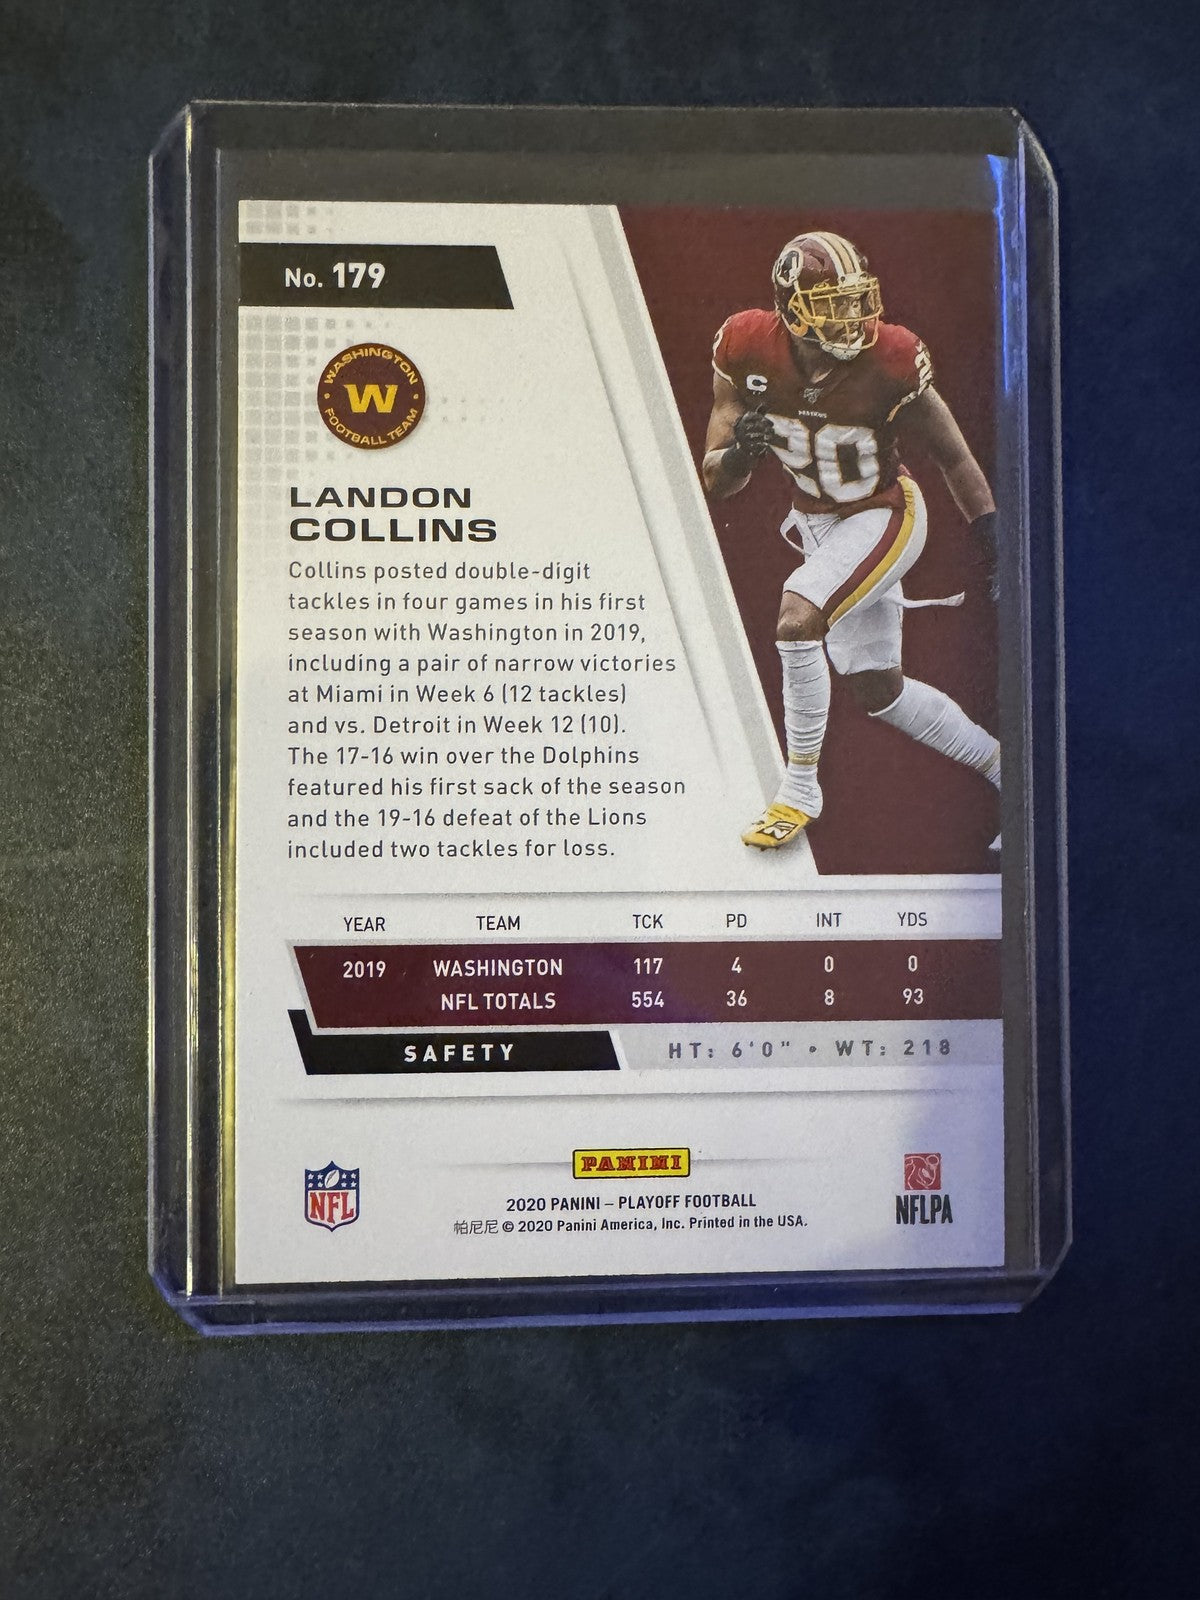 No. 179
WASHINGTON
W
FOOTBALL TEAM
LANDON
COLLINS
Collins posted double-digit
tackles in four games in his first
season with Washington in 2019,
including a pair of narrow victories
at Miami in Week 6 (12 tackles)
and vs. Detroit in Week 12 (10).
The 17-16 win over the Dolphins
featured his first sack of the season
and the 19-16 defeat of the Lions
included two tackles for loss.
20
C
20
YEAR TEAM TCK PD INT YDS
2019 WASHINGTON 117 4 0 0
NFL TOTALS 554 36 8 93
SAFETY HT: 6'0" • WT: 218
NFL
PANINI
2020 PANINI – PLAYOFF FOOTBALL
帕尼尼 © 2020 Panini America, Inc. Printed in the USA.
NFLPA